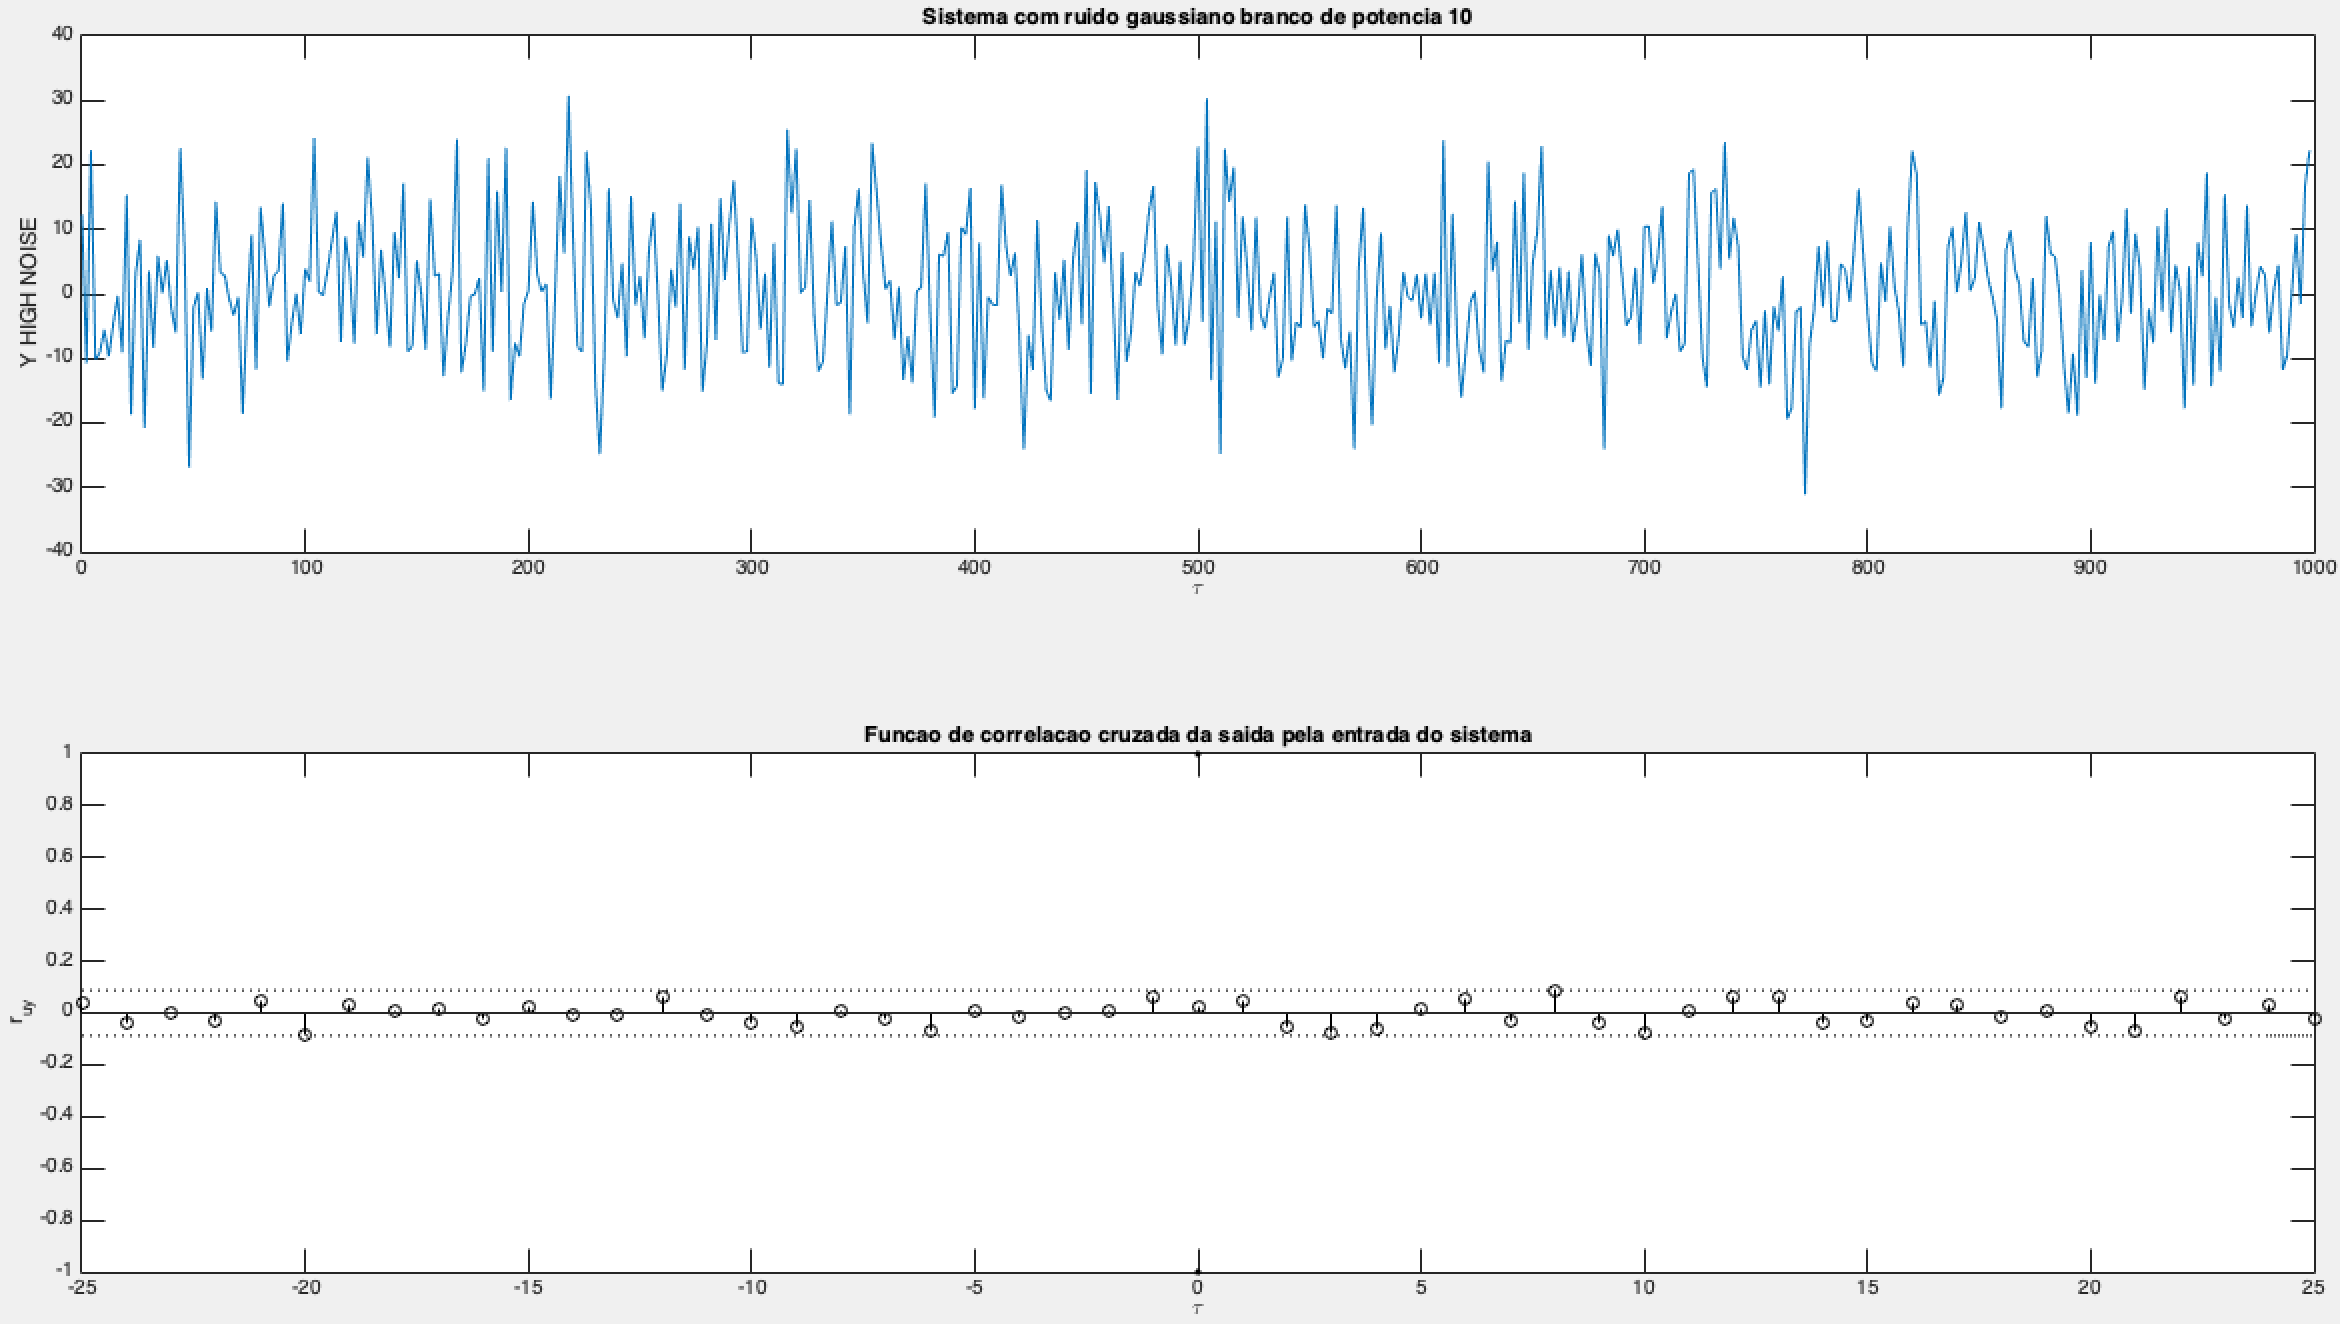 Sistema com ruido gaussiano branco de potencia 10
40
30
20
10
0
-10
-20
-30
-40
Y HIGH NOISE
0 100 200 300 400 500 600 700 800 900 1000
τ
Funcao de correlacao cruzada da saida pela entrada do sistema
1
0.8
0.6
0.4
0.2
0
-0.2
-0.4
-0.6
-0.8
-1
r_uy
-25 -20 -15 -10 -5 0 5 10 15 20 25
τ